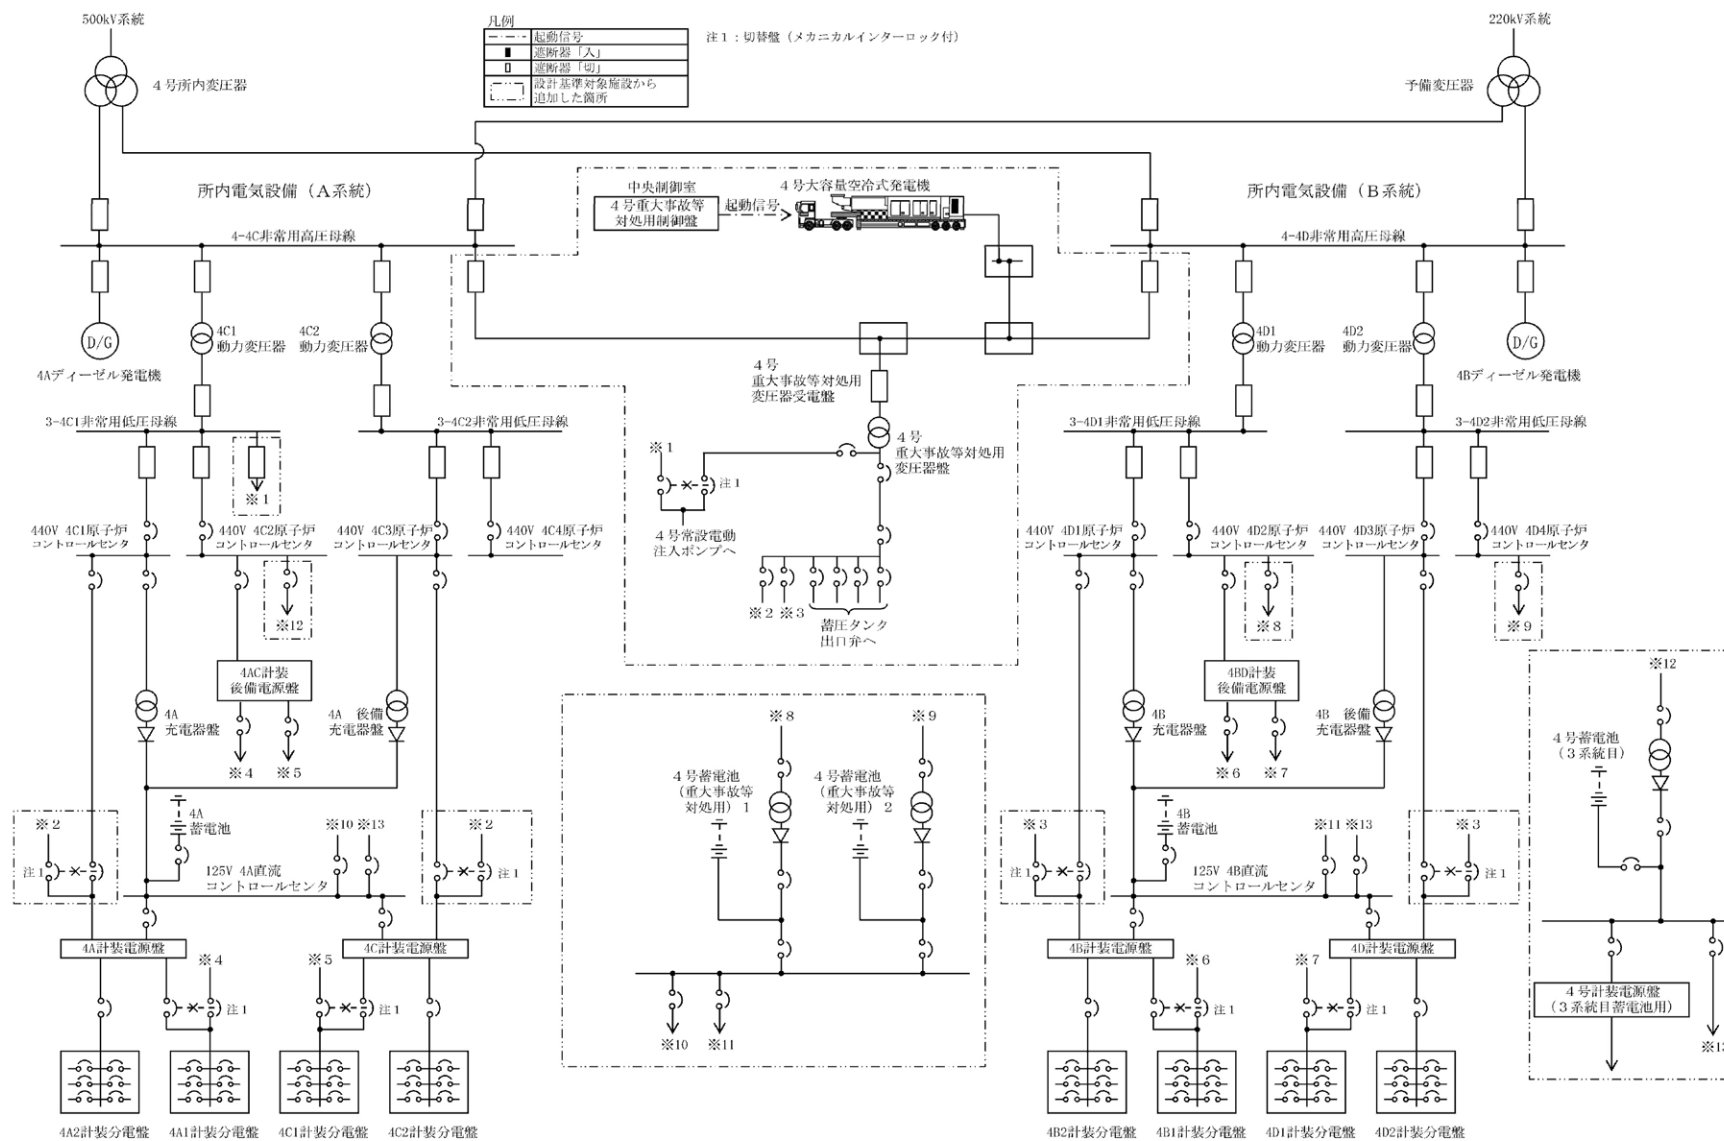 500kV系統
４号所内変圧器
凡例
起動信号
遮断器「入」
遮断器「切」
設計基準対象施設から
追加した箇所
注１：切替盤（メカニカルインターロック付）
220kV系統
予備変圧器
所内電気設備（Ａ系統）
中央制御室
４号重大事故等
対処用制御盤
起動信号
４号大容量空冷式発電機
所内電気設備（Ｂ系統）
4-4C非常用高圧母線
4-4D非常用高圧母線
D/G
4Aディーゼル発電機
4C1
動力変圧器
4C2
動力変圧器
４号
重大事故等対処用
変圧器受電盤
4D1
動力変圧器
4D2
動力変圧器
D/G
4Bディーゼル発電機
3-4C1非常用低圧母線
3-4C2非常用低圧母線
４号
重大事故等対処用
変圧器盤
3-4D1非常用低圧母線
3-4D2非常用低圧母線
※１
※１
注１
４号常設電動
注入ポンプへ
440V 4C1原子炉
コントロールセンタ
440V 4C2原子炉
コントロールセンタ
440V 4C3原子炉
コントロールセンタ
440V 4C4原子炉
コントロールセンタ
440V 4D1原子炉
コントロールセンタ
440V 4D2原子炉
コントロールセンタ
440V 4D3原子炉
コントロールセンタ
440V 4D4原子炉
コントロールセンタ
※12
※２
※３
蓄圧タンク
出口弁へ
※８
※９
4AC計装
後備電源盤
4A
充電器盤
4A 後備
充電器盤
※４
※５
4BD計装
後備電源盤
4B
充電器盤
4B 後備
充電器盤
※６
※７
※８
※９
４号蓄電池
（重大事故等
対処用）１
４号蓄電池
（重大事故等
対処用）２
※10
※11
※12
４号蓄電池
（３系統目）
４号計装電源盤
（３系統目蓄電池用）
※13
※２
注１
4A
蓄電池
※10
※13
125V 4A直流
コントロールセンタ
※２
注１
※３
注１
4B
蓄電池
※11
※13
125V 4B直流
コントロールセンタ
※３
注１
4A計装電源盤
4C計装電源盤
4B計装電源盤
4D計装電源盤
※４
注１
※５
注１
※６
注１
※７
注１
4A2計装分電盤
4A1計装分電盤
4C1計装分電盤
4C2計装分電盤
4B2計装分電盤
4B1計装分電盤
4D1計装分電盤
4D2計装分電盤